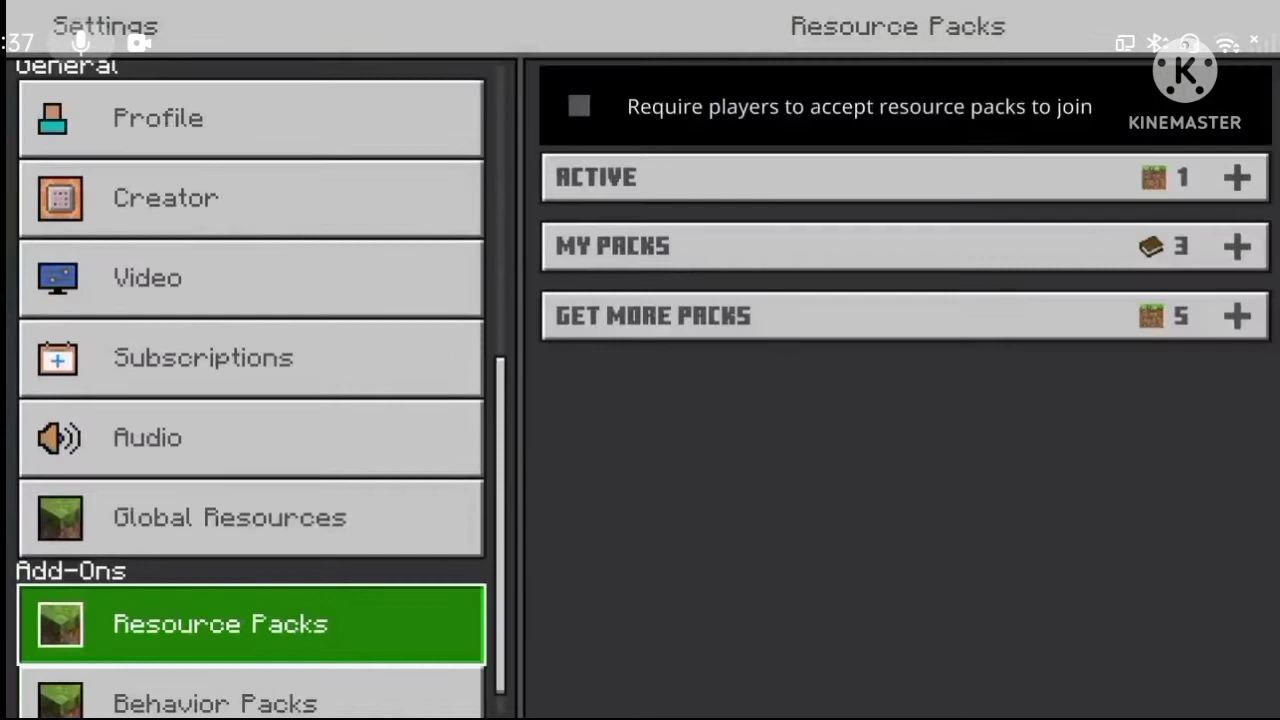 Settings
Resource Packs
:37
General
Profile
Creator
Video
Subscriptions
Audio
Global Resources
Add-Ons
Resource Packs
Behavior Packs
Require players to accept resource packs to join
K
KINEMASTER
ACTIVE 1
MY PACKS 3
GET MORE PACKS 5